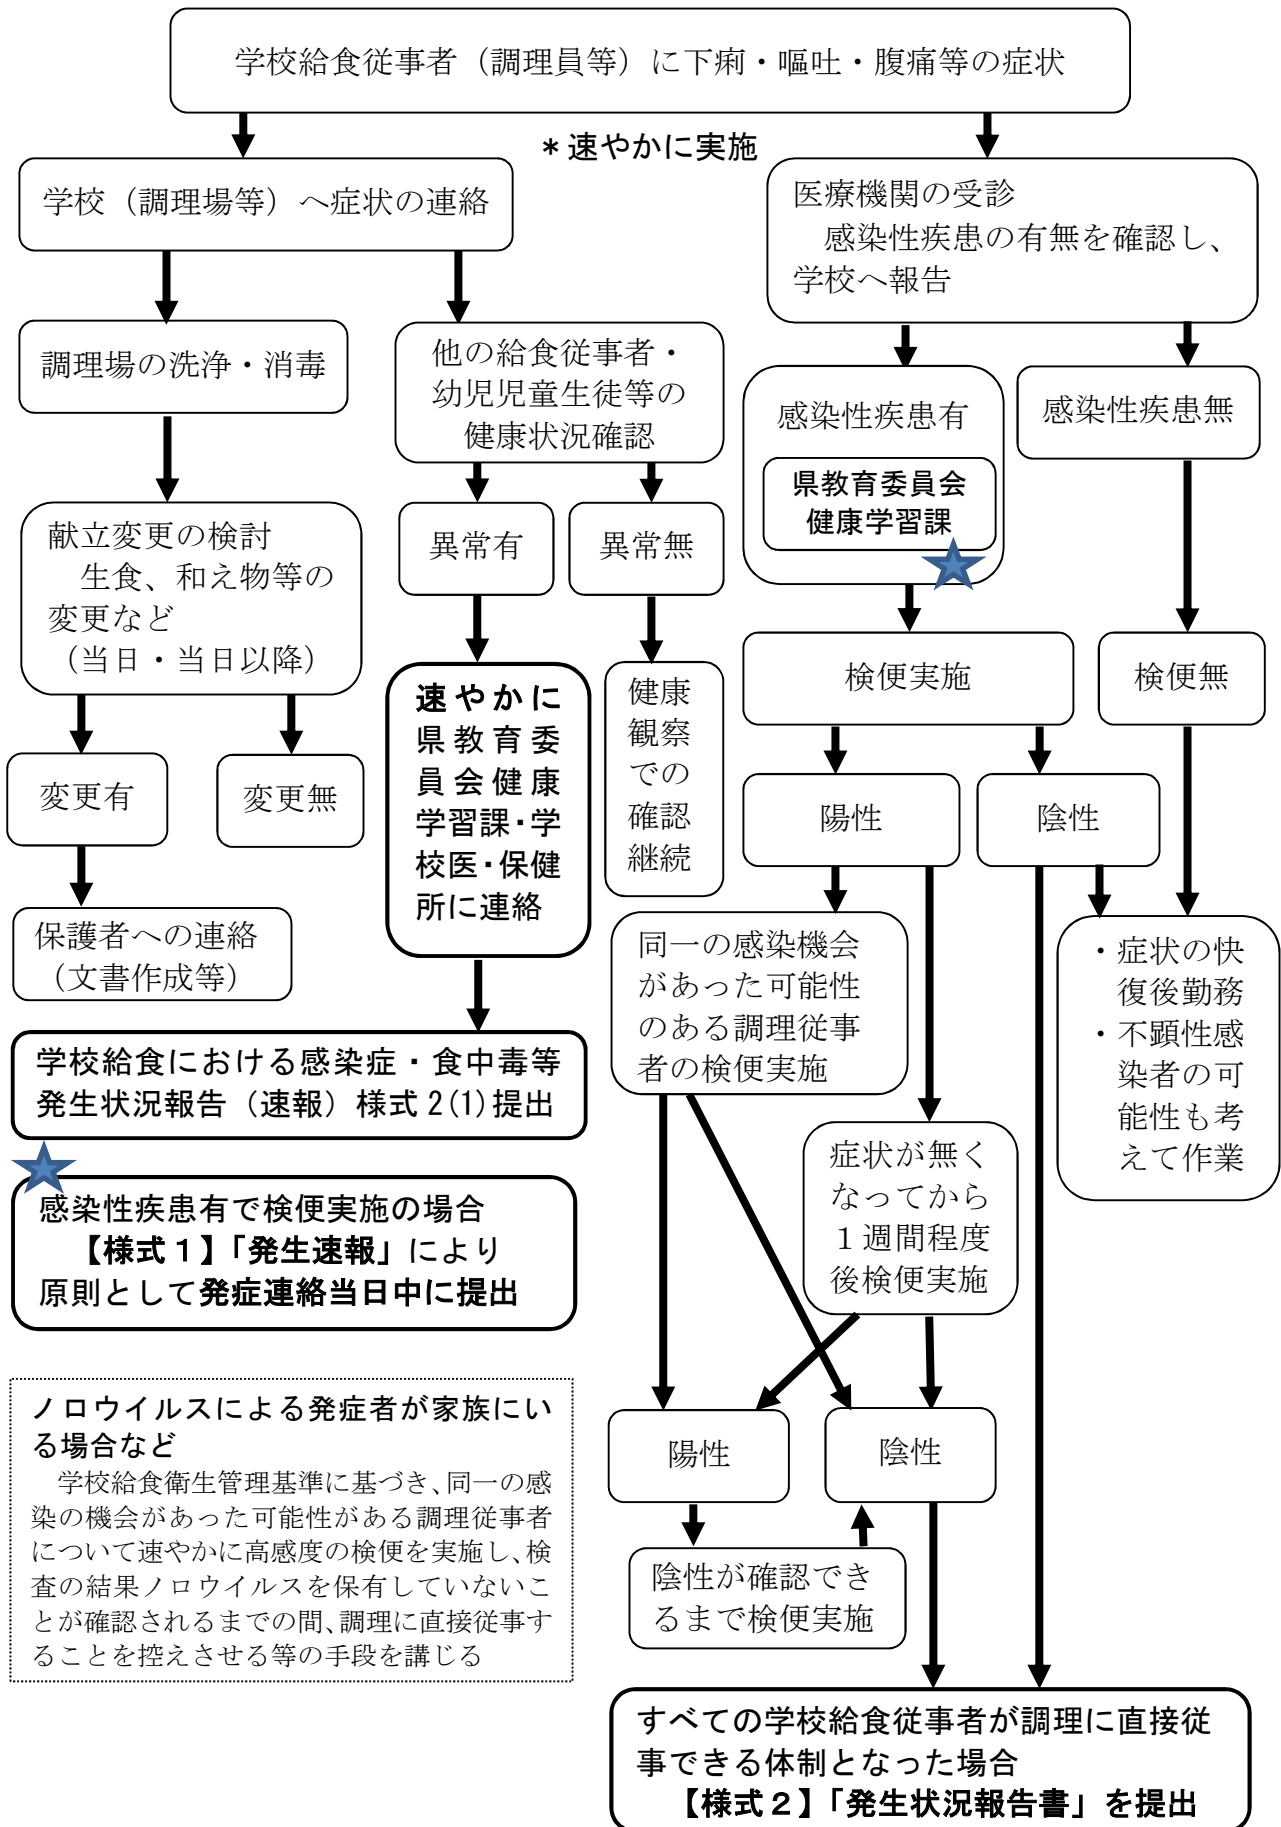 学校給食従事者（調理員等）に下痢・嘔吐・腹痛等の症状
＊速やかに実施
学校（調理場等）へ症状の連絡
医療機関の受診
感染性疾患の有無を確認し、
学校へ報告
調理場の洗浄・消毒
他の給食従事者・
幼児児童生徒等の
健康状況確認
感染性疾患有
県教育委員会
健康学習課
感染性疾患無
献立変更の検討
生食、和え物等の
変更など
（当日・当日以降）
異常有
異常無
検便実施
検便無
速やかに
県教育委
員会健康
学習課・学
校医・保健
所に連絡
健康
観察
での
確認
継続
変更有
変更無
陽性
陰性
保護者への連絡
（文書作成等）
同一の感染機会
があった可能性
のある調理従事
者の検便実施
・症状の快
復後勤務
・不顕性感
染者の可
能性も考
えて作業
学校給食における感染症・食中毒等
発生状況報告（速報）様式2(1)提出
症状が無く
なってから
１週間程度
後検便実施
感染性疾患有で検便実施の場合
【様式１】「発生速報」により
原則として発症連絡当日中に提出
ノロウイルスによる発症者が家族にい
る場合など
学校給食衛生管理基準に基づき、同一の感
染の機会があった可能性がある調理従事者
について速やかに高感度の検便を実施し、検
査の結果ノロウイルスを保有していないこ
とが確認されるまでの間、調理に直接従事す
ることを控えさせる等の手段を講じる
陽性
陰性
陰性が確認でき
るまで検便実施
すべての学校給食従事者が調理に直接従
事できる体制となった場合
【様式２】「発生状況報告書」を提出